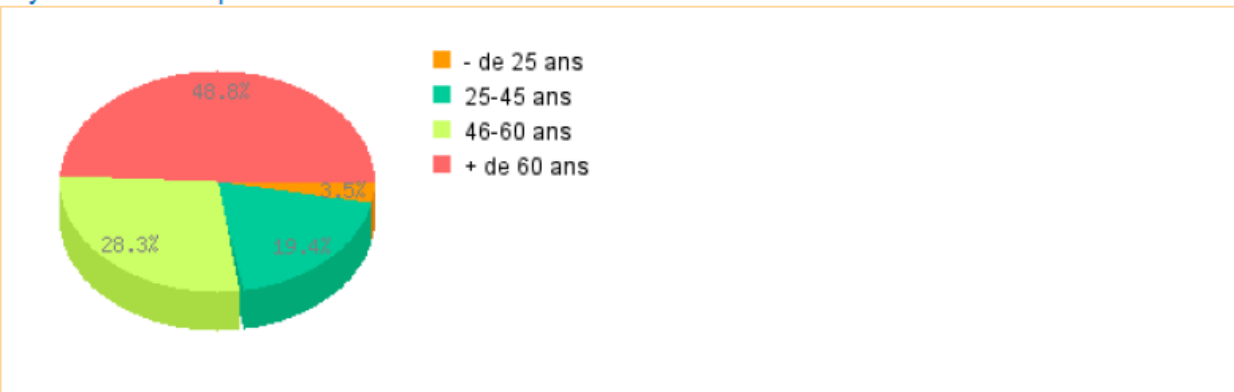 - de 25 ans
25-45 ans
46-60 ans
+ de 60 ans
48.8%
3.5%
28.3%
19.4%